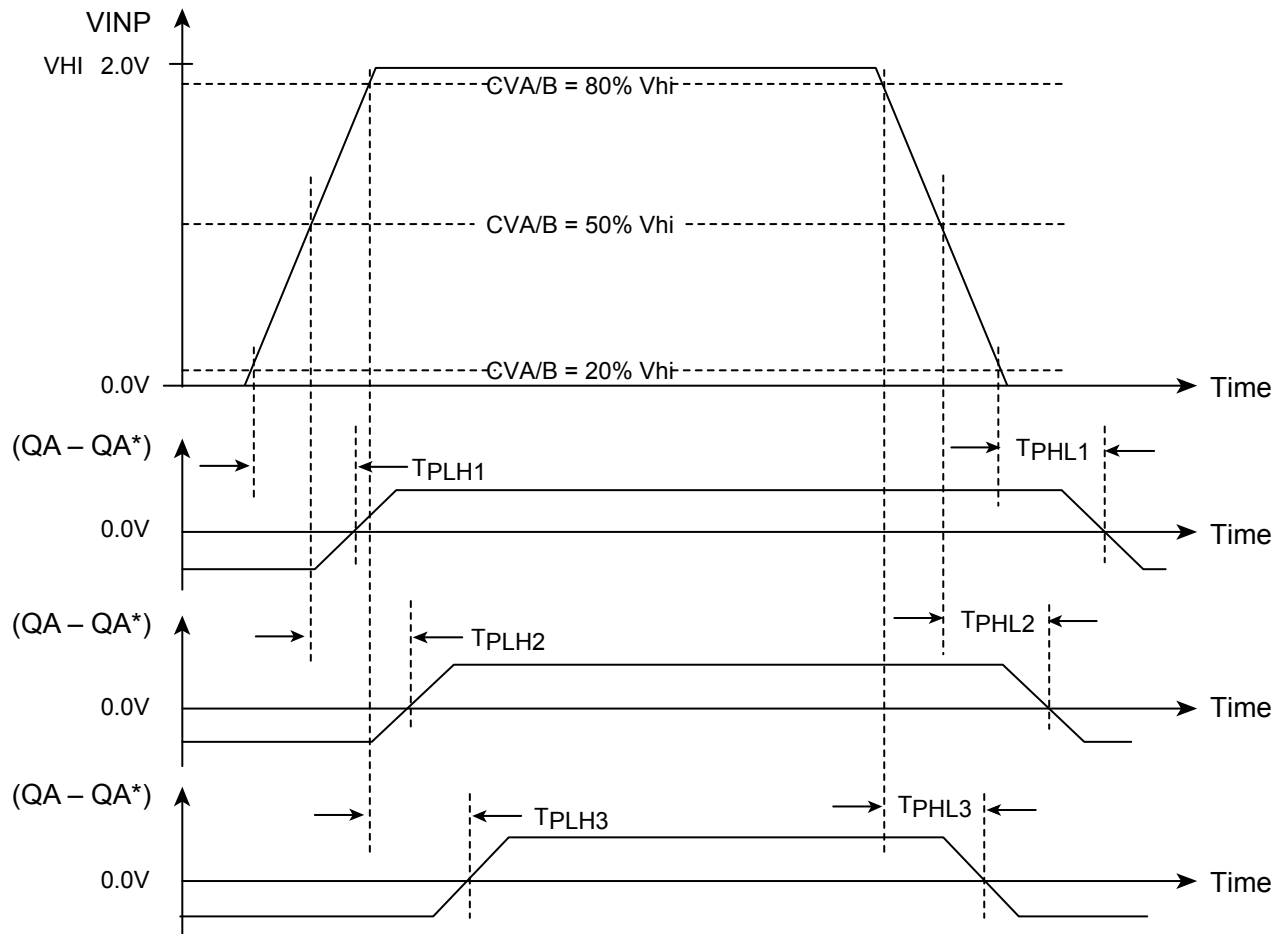 VINP
VHI 2.0V
CVA/B = 80% Vhi
CVA/B = 50% Vhi
CVA/B = 20% Vhi
0.0V
Time
(QA – QA*)
TPLH1
TPHL1
0.0V
Time
(QA – QA*)
TPLH2
TPHL2
0.0V
Time
(QA – QA*)
TPLH3
TPHL3
0.0V
Time